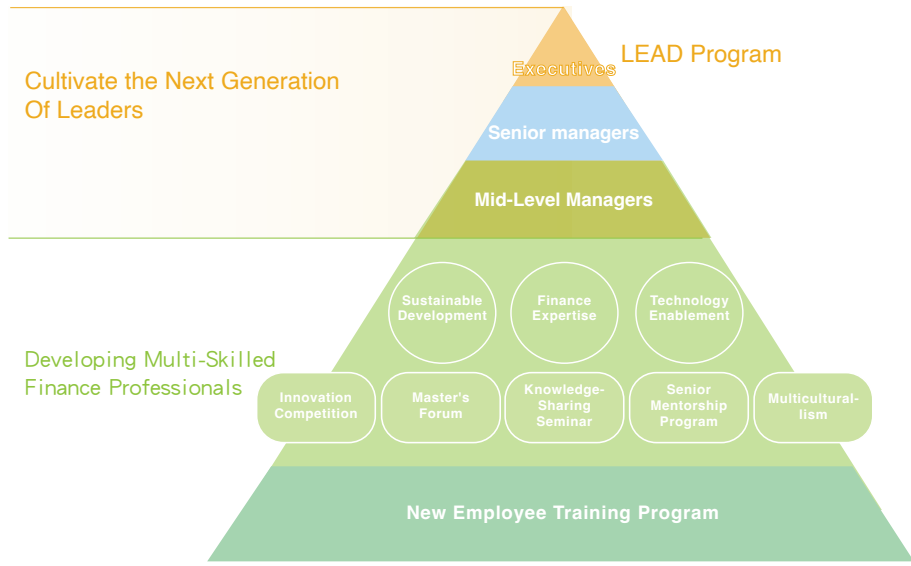 LEAD Program
Executives
Cultivate the Next Generation
Of Leaders
Senior managers
Mid-Level Managers
Sustainable
Development
Finance
Expertise
Technology
Enablement
Developing Multi-Skilled
Finance Professionals
Innovation
Competition
Master's
Forum
Knowledge-
Sharing
Seminar
Senior
Mentorship
Program
Multicultural-
lism
New Employee Training Program